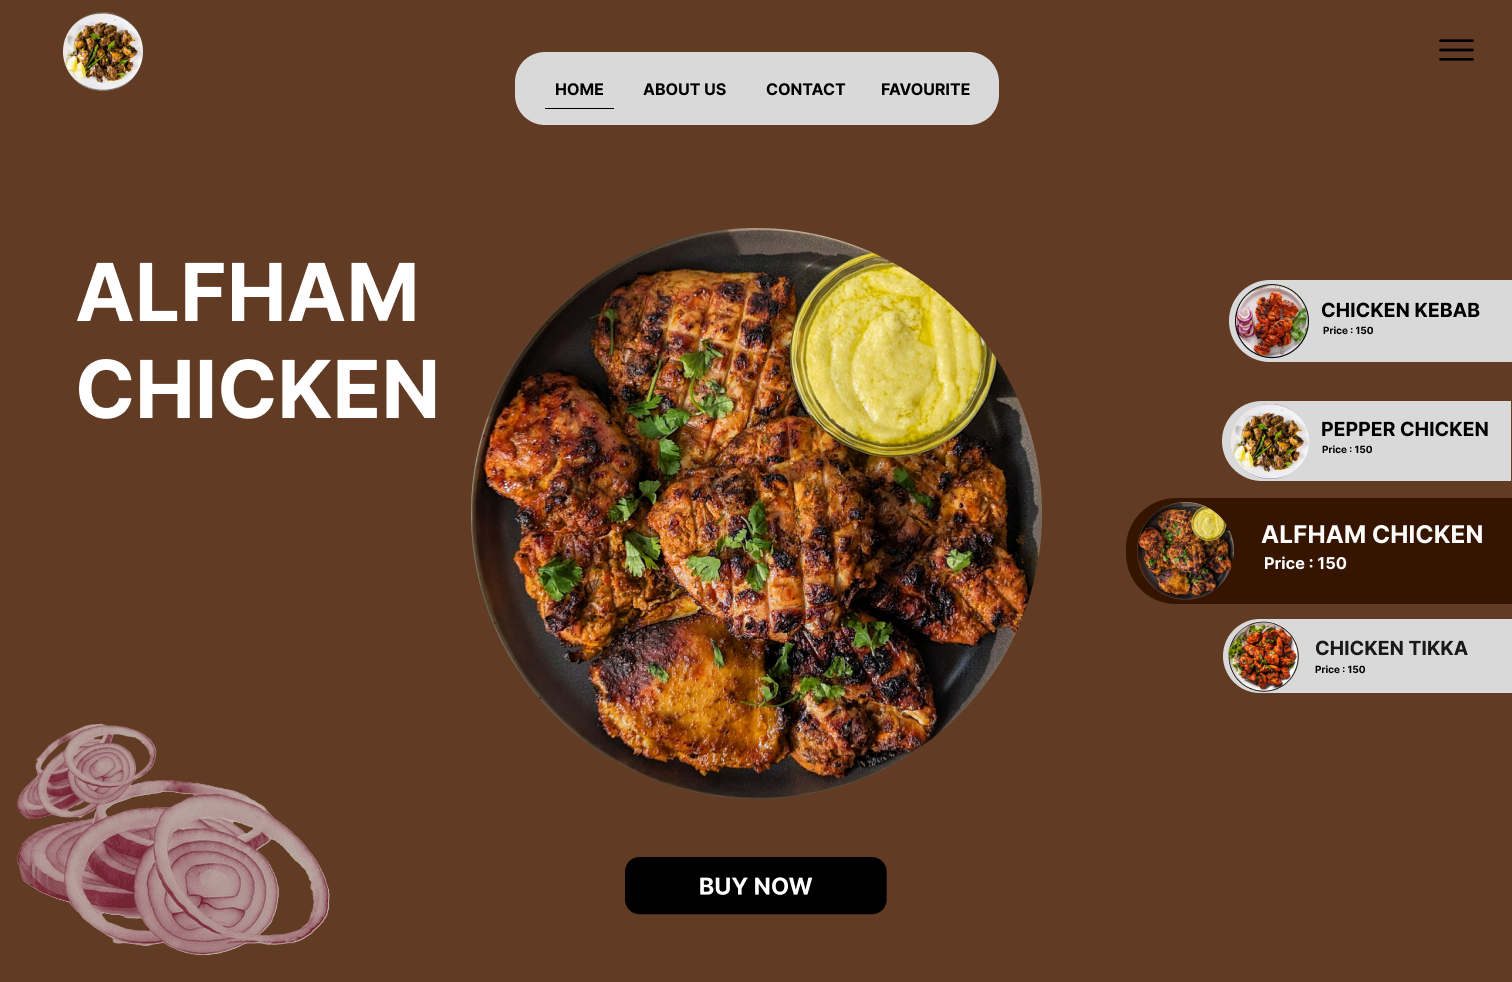 HOME
ABOUT US
CONTACT
FAVOURITE
ALFHAM
CHICKEN
CHICKEN KEBAB
Price : 150
PEPPER CHICKEN
Price : 150
ALFHAM CHICKEN
Price : 150
CHICKEN TIKKA
Price : 150
BUY NOW